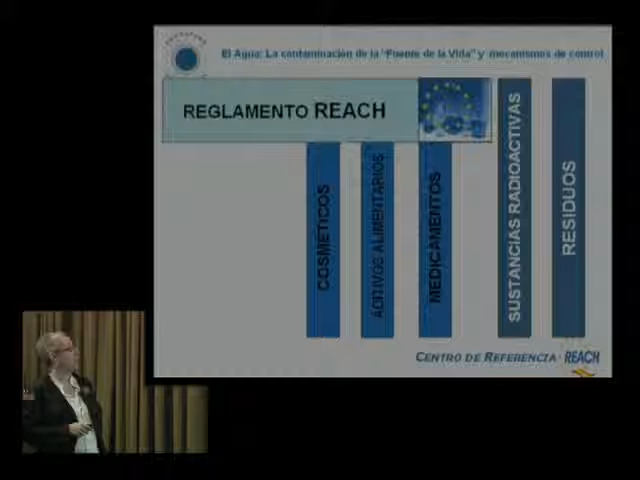 El Agua: La contaminación de la "Fuente de la Vida" y mecanismos de control
REGLAMENTO REACH
COSMÉTICOS
ADITIVOS ALIMENTARIOS
MEDICAMENTOS
SUSTANCIAS RADIOACTIVAS
RESIDUOS
CENTRO DE REFERENCIA REACH